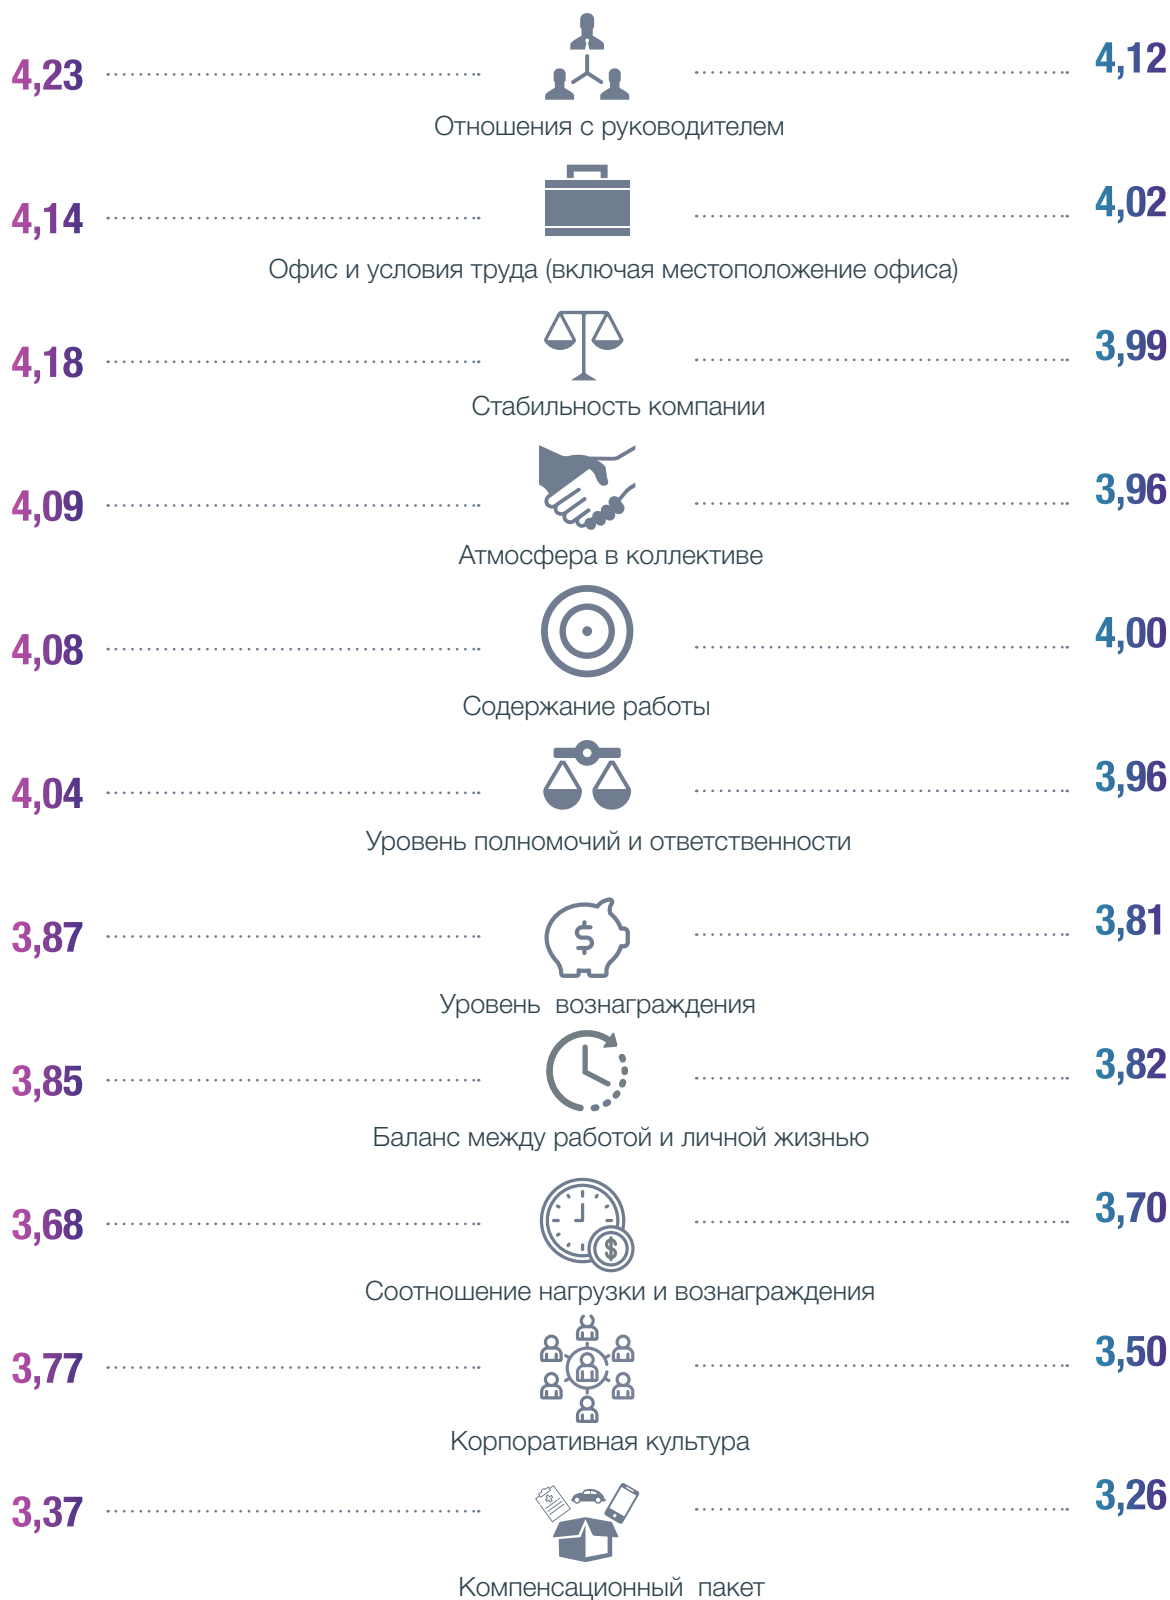 4,23 4,12
Отношения с руководителем
4,14 4,02
Офис и условия труда (включая местоположение офиса)
4,18 3,99
Стабильность компании
4,09 3,96
Атмосфера в коллективе
4,08 4,00
Содержание работы
4,04 3,96
Уровень полномочий и ответственности
3,87 3,81
$
Уровень вознаграждения
3,85 3,82
Баланс между работой и личной жизнью
3,68 3,70
$
Соотношение нагрузки и вознаграждения
3,77 3,50
Корпоративная культура
3,37 3,26
Компенсационный пакет